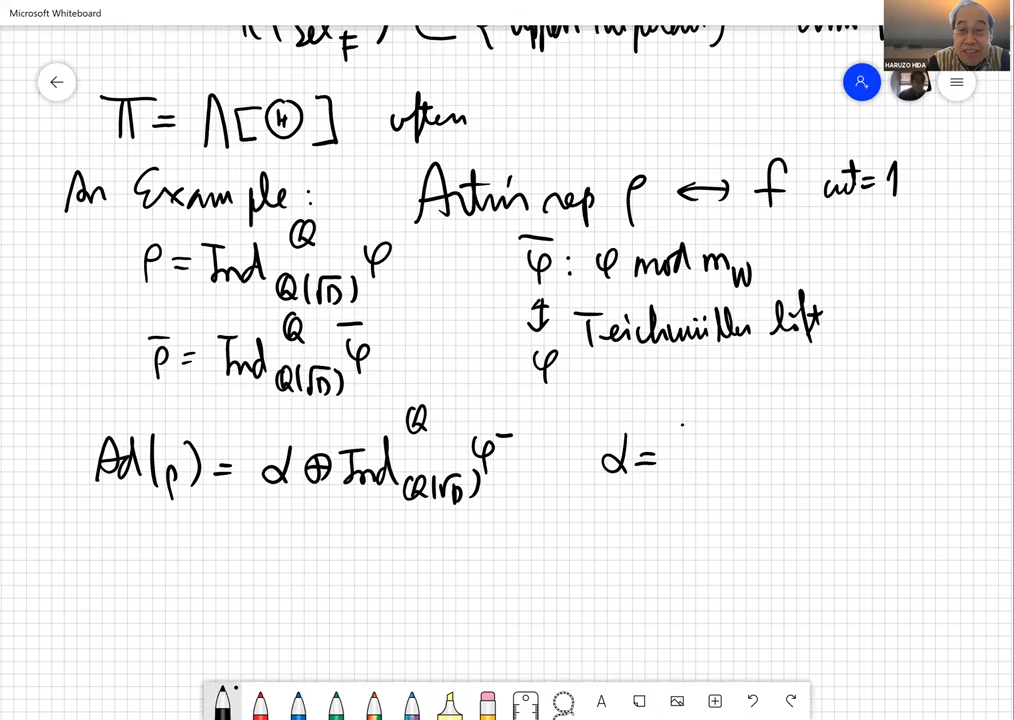 Microsoft Whiteboard
HARUZO HIDA
𝕋 = Λ[Θ] often
An Example: Artin rep ρ ↔ f wt=1
ρ = Ind^ℚ_ℚ(√D) φ
φ̄ : φ mod m_W
↕ Teichmüller lift
φ
ρ̄ = Ind^ℚ_ℚ(√D) φ̄
Ad(ρ) = α ⊕ Ind^ℚ_ℚ(√D) φ⁻ α =
A